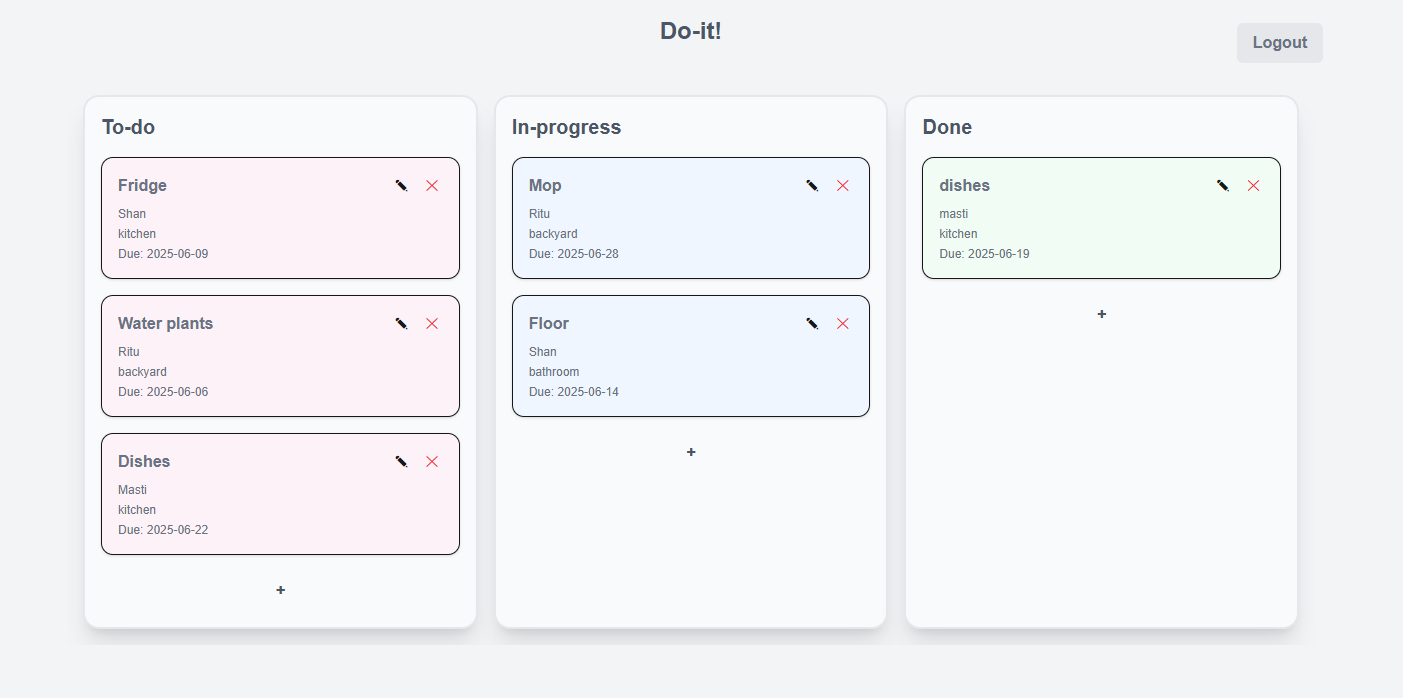 Do-it!
Logout
To-do
Fridge
Shan
kitchen
Due: 2025-06-09
Water plants
Ritu
backyard
Due: 2025-06-06
Dishes
Masti
kitchen
Due: 2025-06-22
+
In-progress
Mop
Ritu
backyard
Due: 2025-06-28
Floor
Shan
bathroom
Due: 2025-06-14
+
Done
dishes
masti
kitchen
Due: 2025-06-19
+